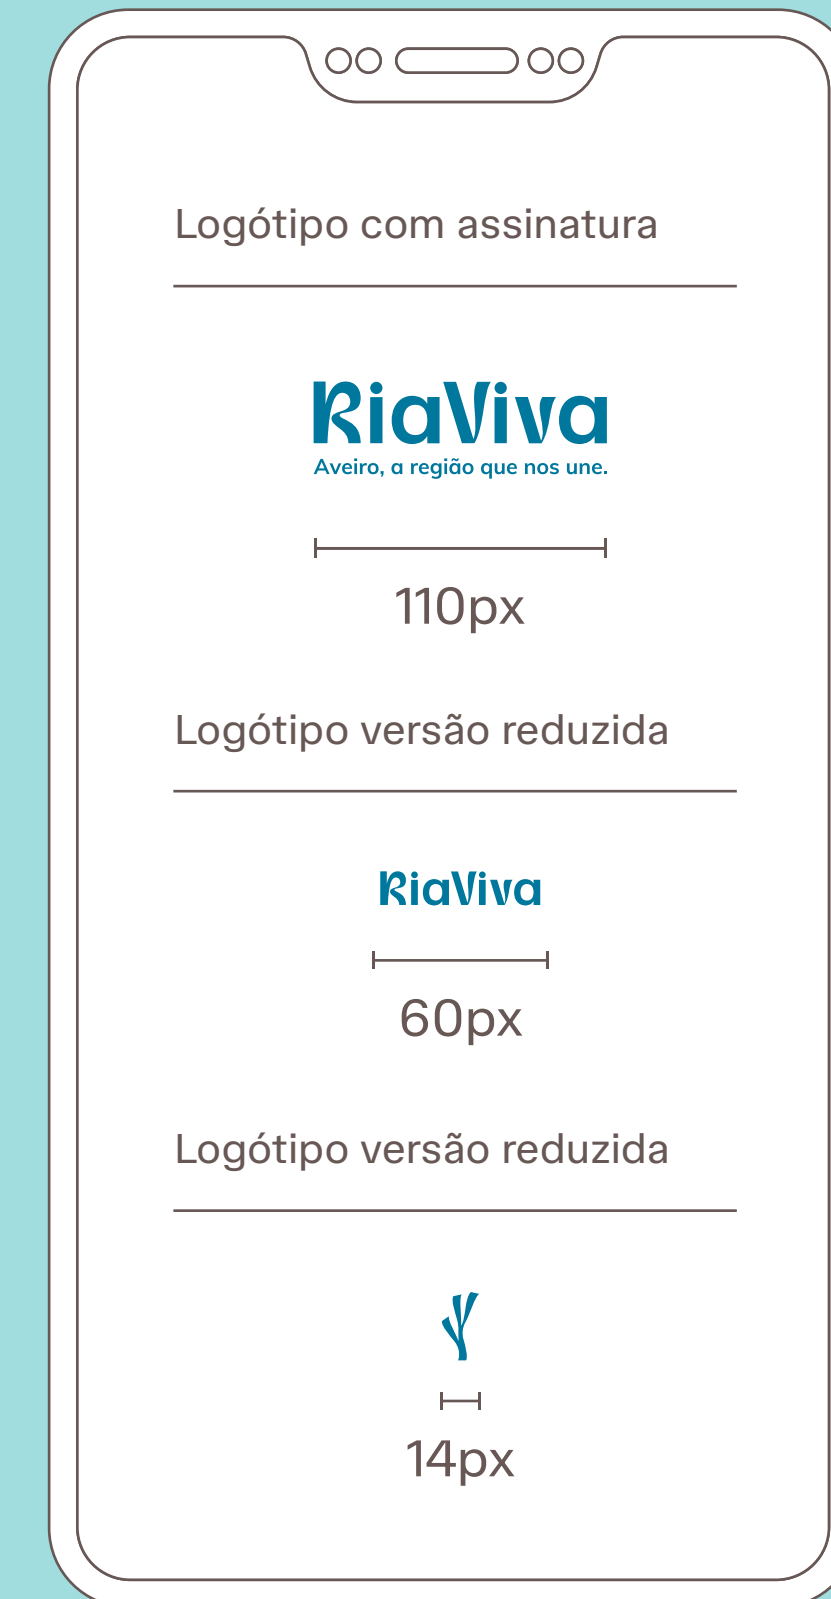 Logótipo com assinatura
RiaViva
Aveiro, a região que nos une.
110px
Logótipo versão reduzida
RiaViva
60px
Logótipo versão reduzida
14px